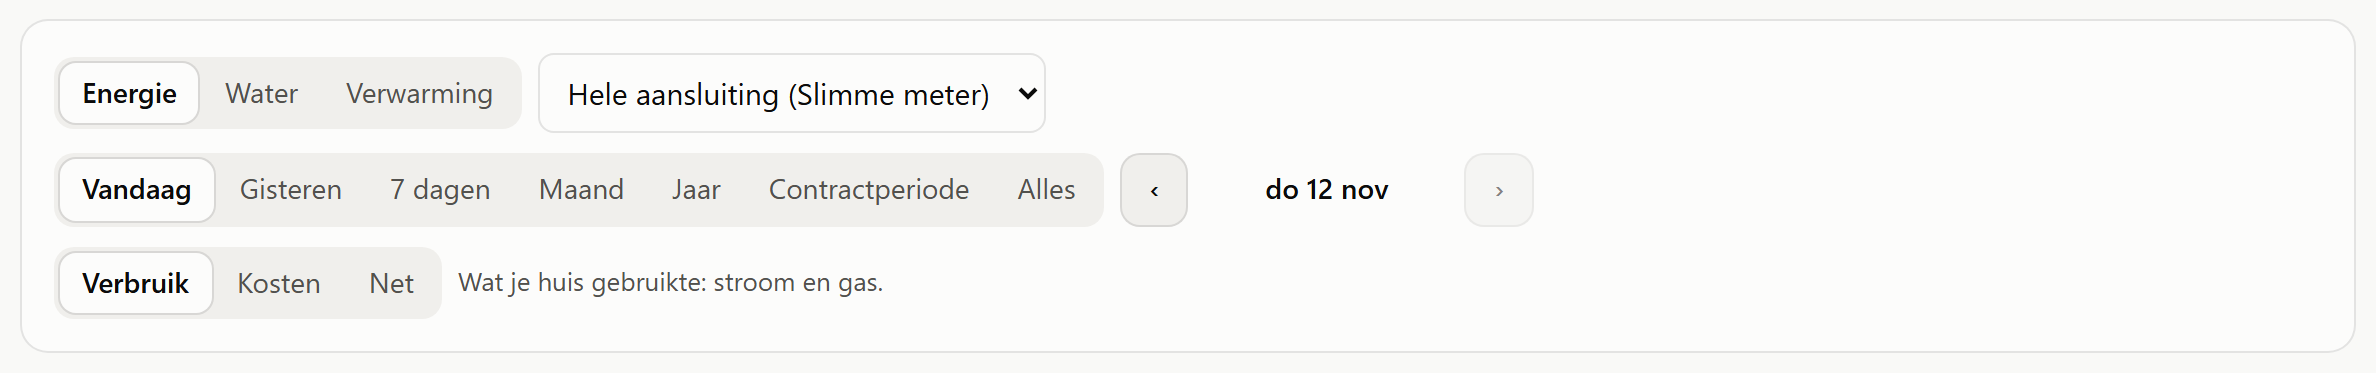 Energie Water Verwarming Hele aansluiting (Slimme meter)
Vandaag Gisteren 7 dagen Maand Jaar Contractperiode Alles ‹ do 12 nov ›
Verbruik Kosten Net Wat je huis gebruikte: stroom en gas.